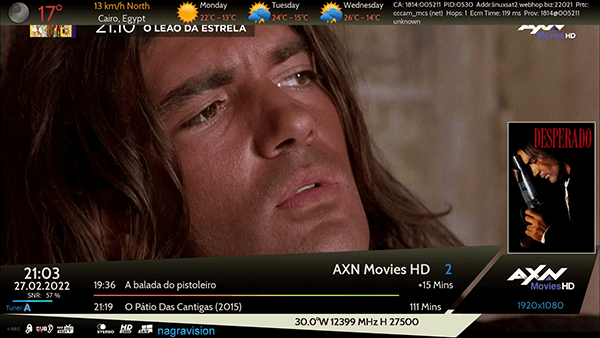 17°
13 km/h North
Cairo, Egypt
Monday
22°C - 13°C
Tuesday
24°C - 15°C
Wednesday
26°C - 14°C
CA: 1814@005211 PID:0530 Addr:linuxsat2.webhop.biz:22021 Prtc:
cccam_mcs (net) Hops: 1 Ecm Time: 119 ms Prov: 1814@005211
unknown
21:10 O LEÃO DA ESTRELA
AXN
Movies HD
DESPERADO
21:03
27.02.2022
SNR: 57 %
Tuner A
AXN Movies HD 2
19:36 A balada do pistoleiro +15 Mins
21:19 O Pátio Das Cantigas (2015) 111 Mins
AXN
Movies HD
1920x1080
30.0°W 12399 MHz H 27500
REC
STEREO
HD
nagravision